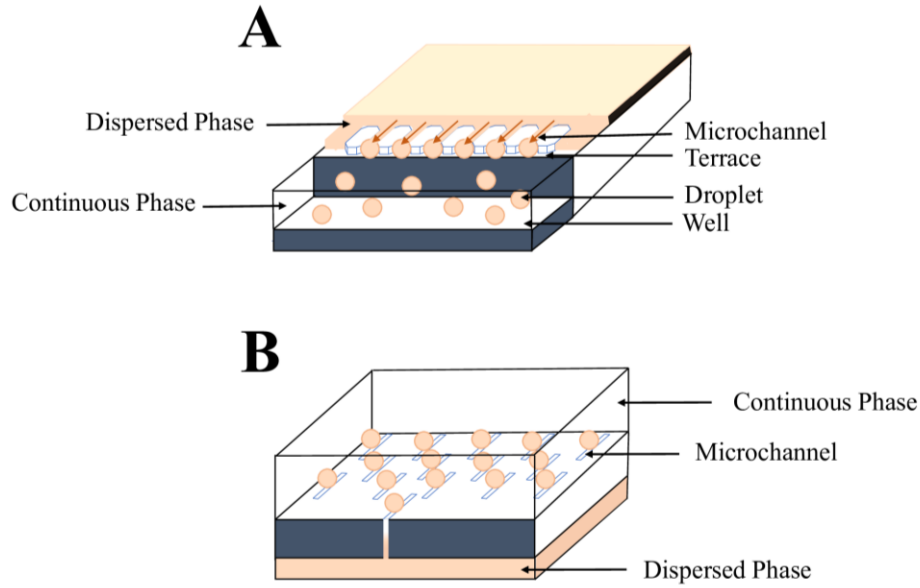 A
Dispersed Phase
Microchannel
Terrace
Droplet
Continuous Phase
Well
B
Continuous Phase
Microchannel
Dispersed Phase